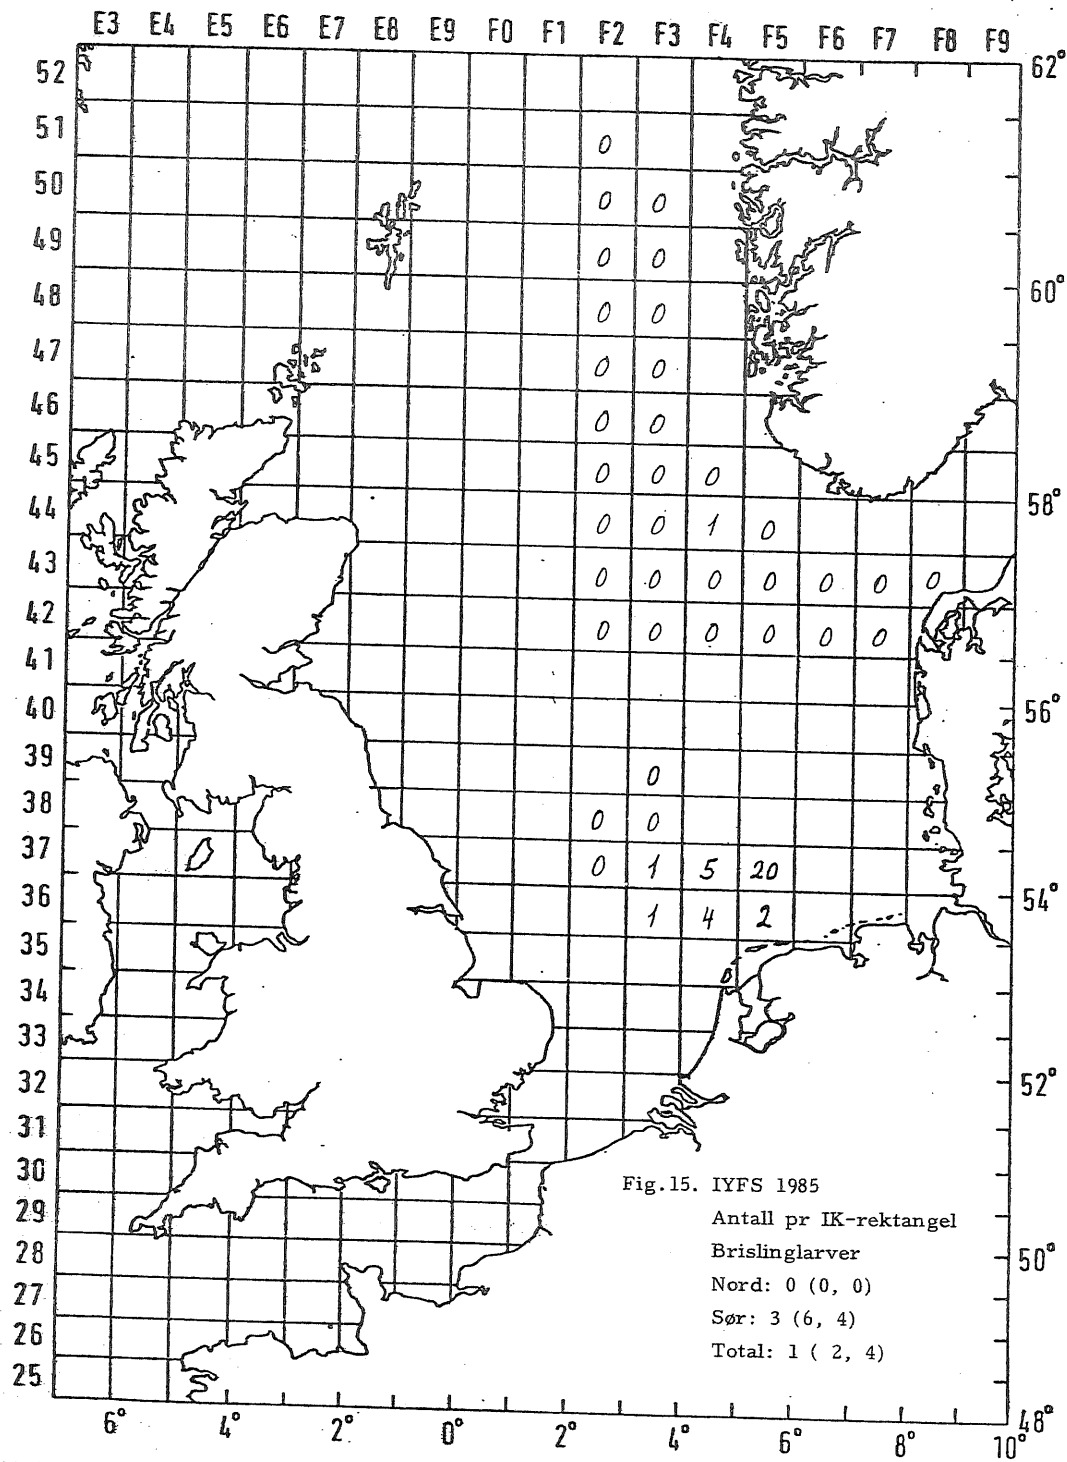 E3 E4 E5 E6 E7 E8 E9 F0 F1 F2 F3 F4 F5 F6 F7 F8 F9
52 62°
51
0
50
0 0
49
0 0
48 60°
0 0
47
0 0
46
0 0
45
0 0 0
44 58°
0 0 1 0
43
0 0 0 0 0 0 0
42
0 0 0 0 0 0
41
40 56°
39
0
38
0 0
37
0 1 5 20
36 54°
1 4 2
35
34
33
32 52°
31
30
29
28 50°
27
26
25
48°
Fig.15. IYFS 1985
Antall pr IK-rektangel
Brislinglarver
Nord: 0 (0, 0)
Sør: 3 (6, 4)
Total: 1 ( 2, 4)
6° 4° 2° 0° 2° 4° 6° 8° 10°